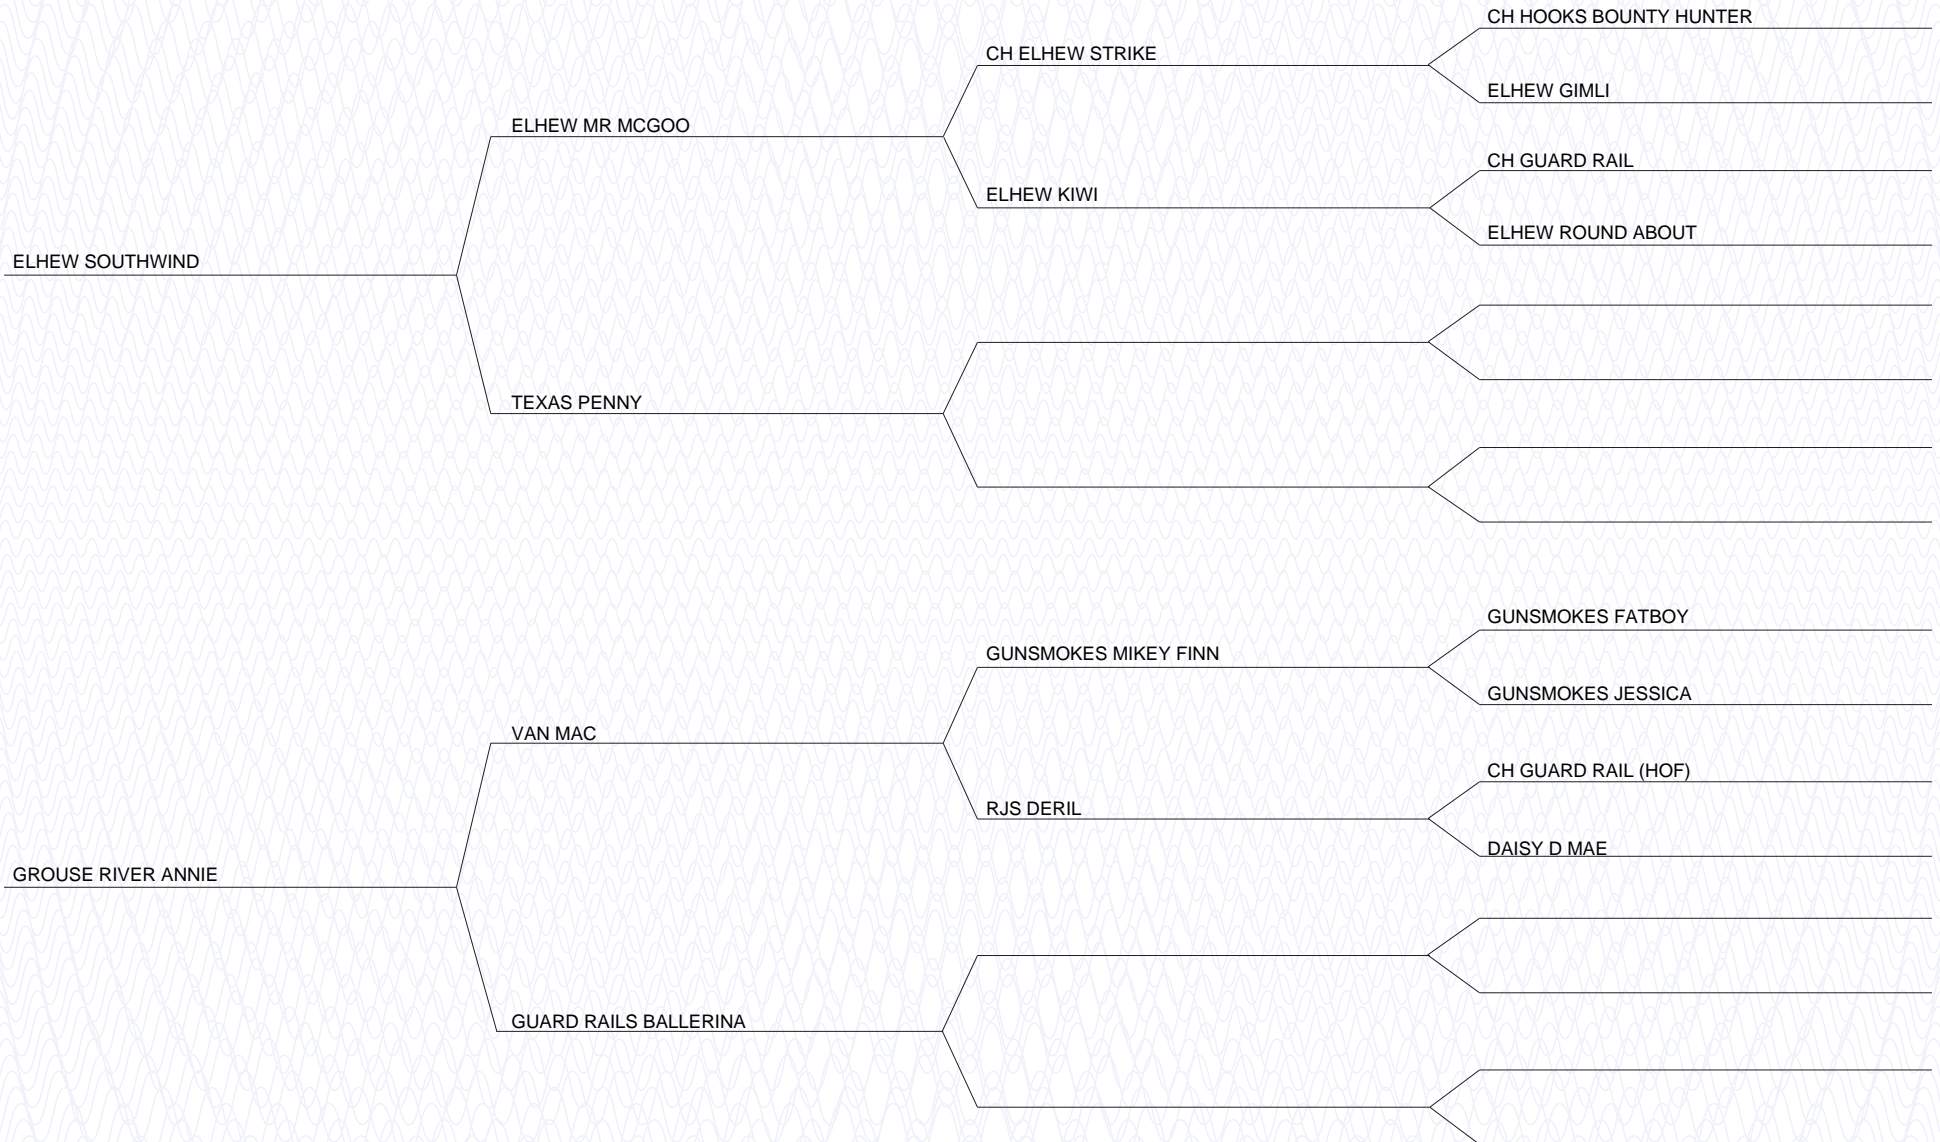 CH HOOKS BOUNTY HUNTER
CH ELHEW STRIKE
ELHEW GIMLI
ELHEW MR MCGOO
CH GUARD RAIL
ELHEW KIWI
ELHEW ROUND ABOUT
ELHEW SOUTHWIND
TEXAS PENNY
GUNSMOKES FATBOY
GUNSMOKES MIKEY FINN
GUNSMOKES JESSICA
VAN MAC
CH GUARD RAIL (HOF)
RJS DERIL
DAISY D MAE
GROUSE RIVER ANNIE
GUARD RAILS BALLERINA